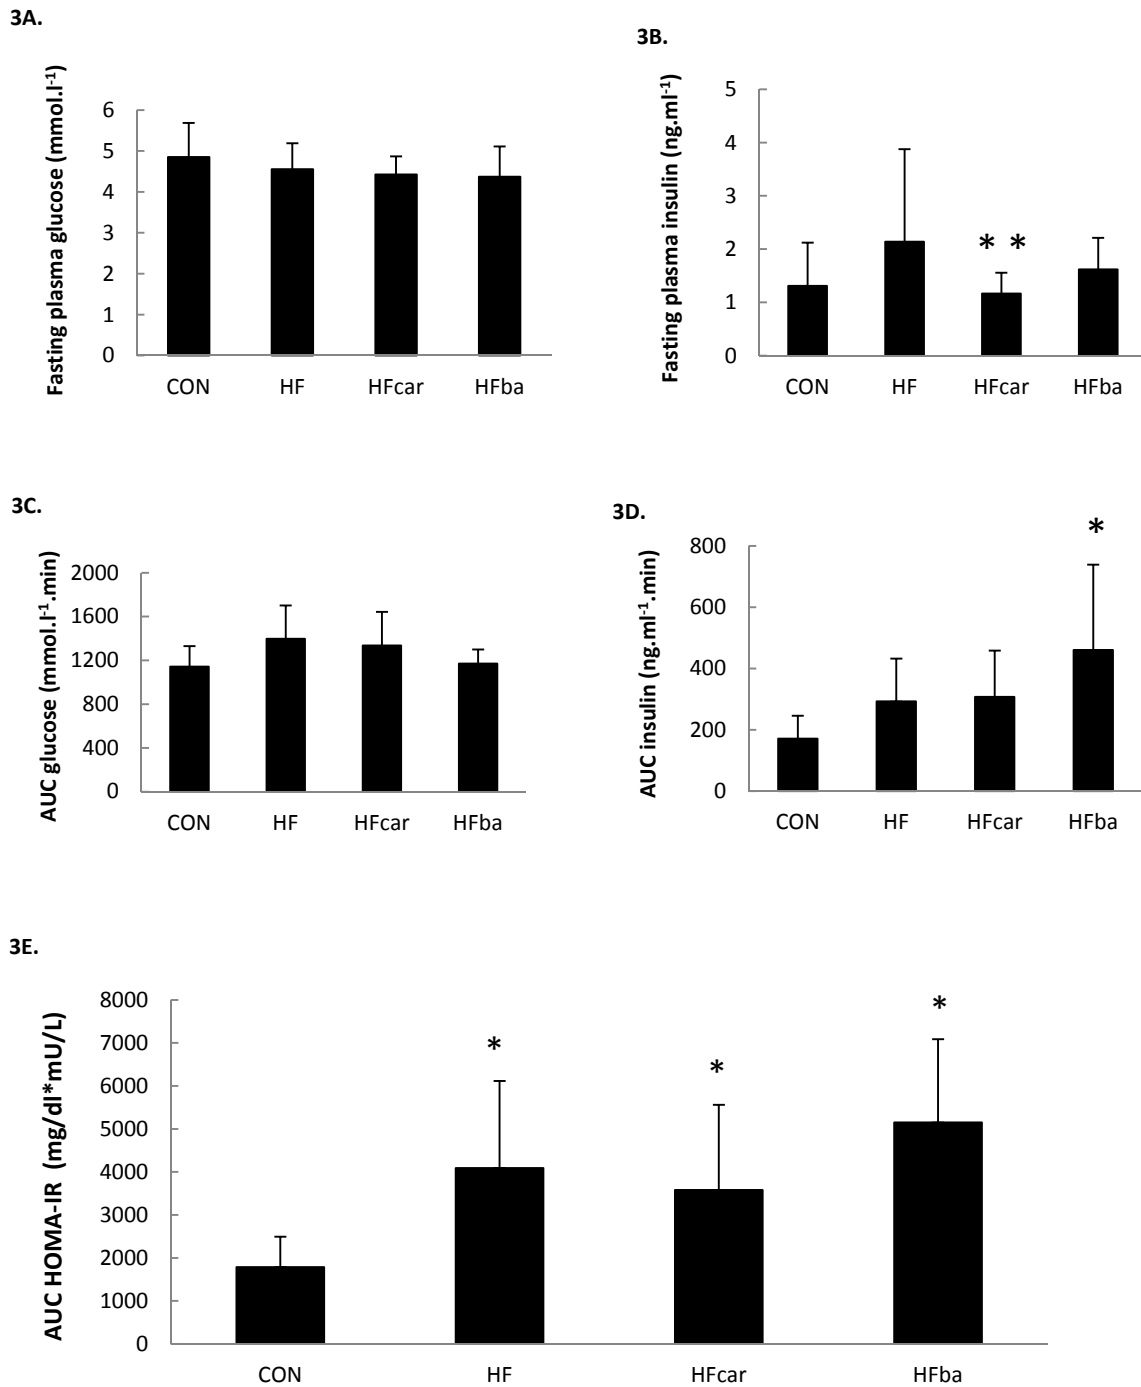 3A.
Fasting plasma glucose (mmol.l⁻¹)
6
5
4
3
2
1
0
CON HF HFcar HFba
3B.
Fasting plasma insulin (ng.ml⁻¹)
5
4
3
2
1
0
* *
CON HF HFcar HFba
3C.
AUC glucose (mmol.l⁻¹.min)
2000
1600
1200
800
400
0
CON HF HFcar HFba
3D.
AUC insulin (ng.ml⁻¹.min)
800
600
400
200
0
*
CON HF HFcar HFba
3E.
AUC HOMA-IR (mg/dl*mU/L)
8000
7000
6000
5000
4000
3000
2000
1000
0
* * *
CON HF HFcar HFba